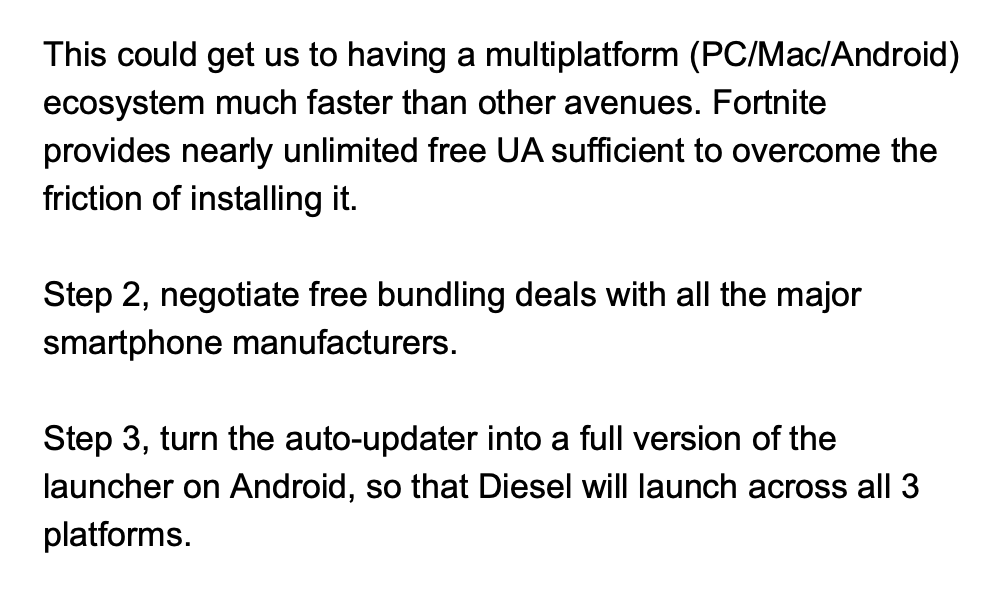 This could get us to having a multiplatform (PC/Mac/Android)
ecosystem much faster than other avenues. Fortnite
provides nearly unlimited free UA sufficient to overcome the
friction of installing it.
Step 2, negotiate free bundling deals with all the major
smartphone manufacturers.
Step 3, turn the auto-updater into a full version of the
launcher on Android, so that Diesel will launch across all 3
platforms.